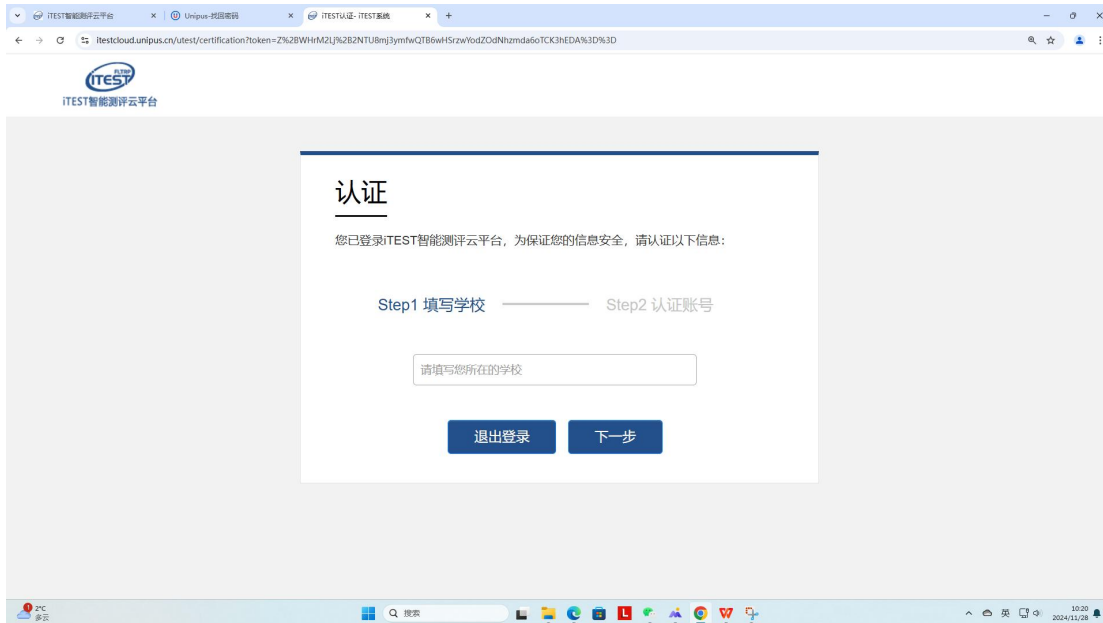 iTEST智能测评云平台
Unipus-找回密码
iTEST认证- iTEST系统
itestcloud.unipus.cn/utest/certification?token=Z%2BWHrM2LJ%2B2NTU8mj3ymfwQTB6wHSrzwYodZOdNhzmda6oTCK3hEDA%3D%3D
FLTRP
iTEST
iTEST智能测评云平台
认证
您已登录iTEST智能测评云平台，为保证您的信息安全，请认证以下信息：
Step1 填写学校
Step2 认证账号
请填写您所在的学校
退出登录
下一步
1
2°C
多云
搜索
L
W
英
10:20
2024/11/28